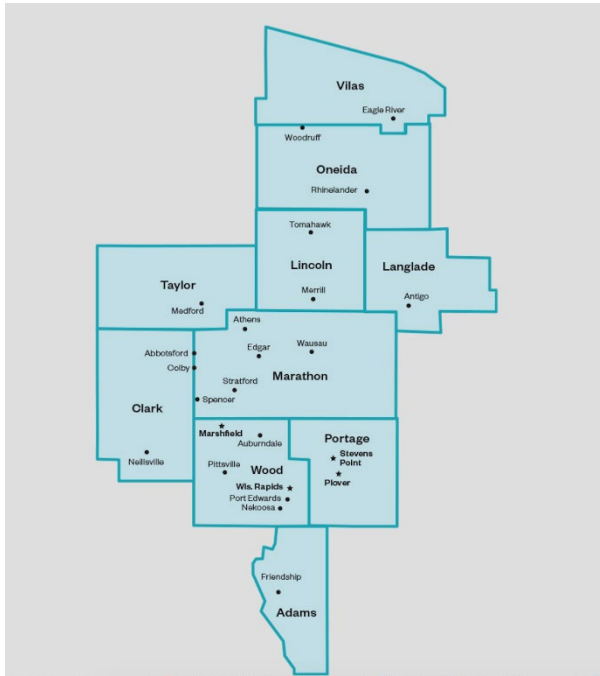 Vilas
Eagle River
Woodruff
Oneida
Rhinelander
Tomahawk
Lincoln
Langlade
Taylor
Merrill
Antigo
Medford
Athens
Abbotsford
Edgar
Wausau
Colby
Marathon
Stratford
Clark
Spencer
Marshfield
Auburndale
Portage
Neillsville
Pittsville
Wood
Stevens
Point
Plover
Wis. Rapids
Port Edwards
Nekoosa
Friendship
Adams